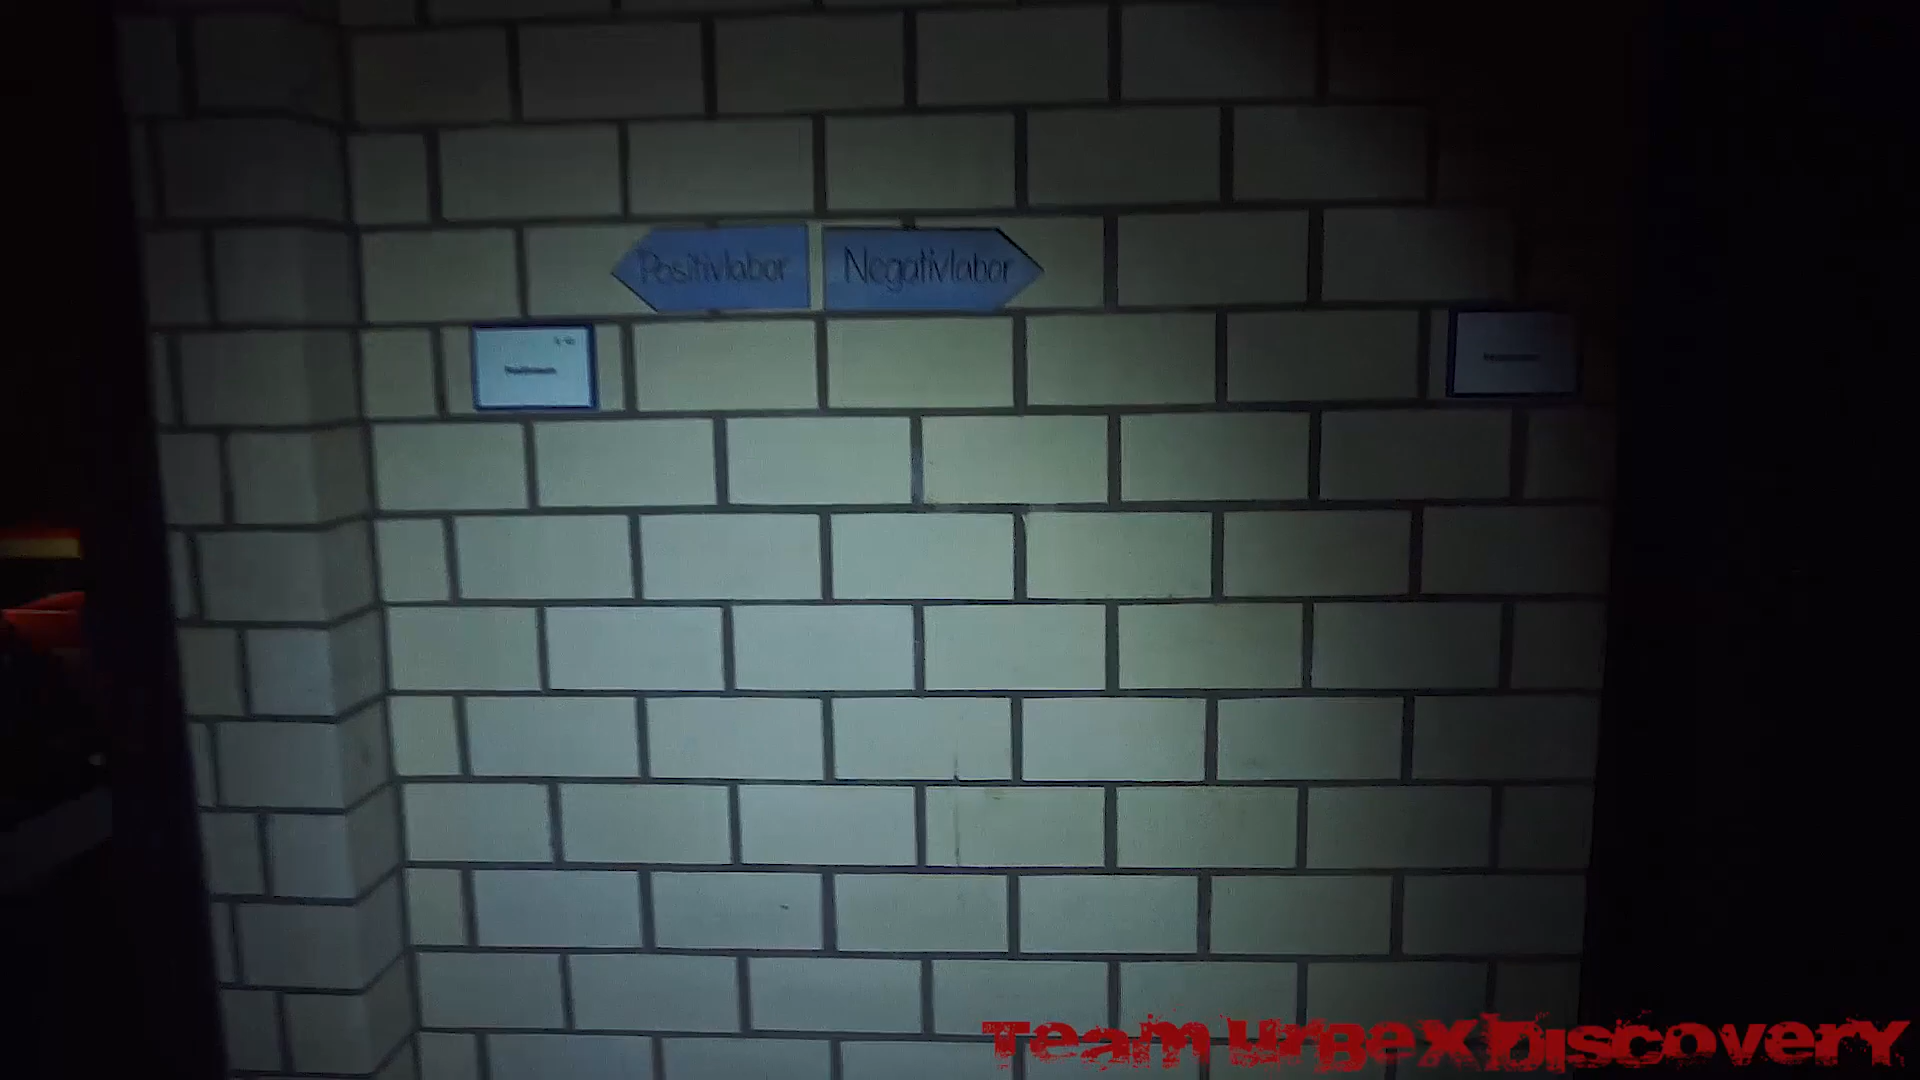 Positivlabor
Negativlabor
Team Urbex Discovery